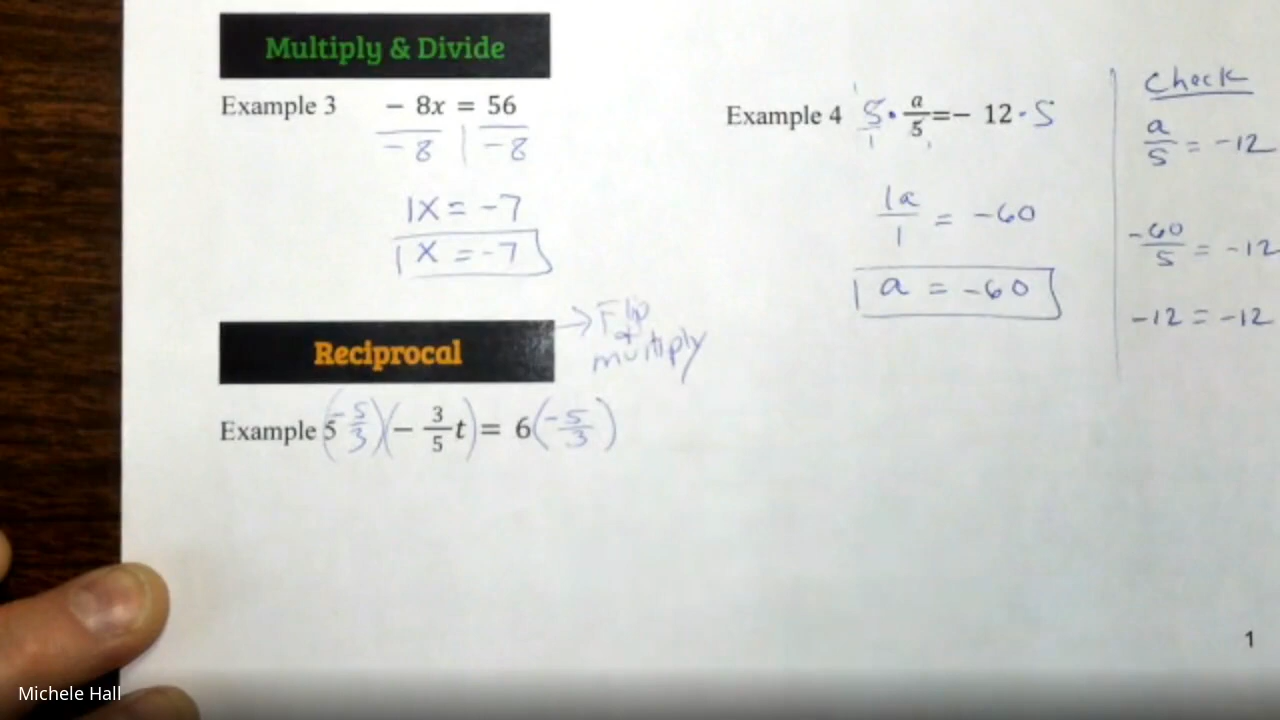 Multiply & Divide
Example 3 - 8x = 56
-8 | -8
1x = -7
x = -7
Example 4 5 · a/5 = - 12 · 5
1a/1 = -60
a = -60
Check
a/5 = -12
-60/5 = -12
-12 = -12
Reciprocal → Flip + multiply
Example 5 (-5/3)(- 3/5 t) = 6(-5/3)
1
Michele Hall